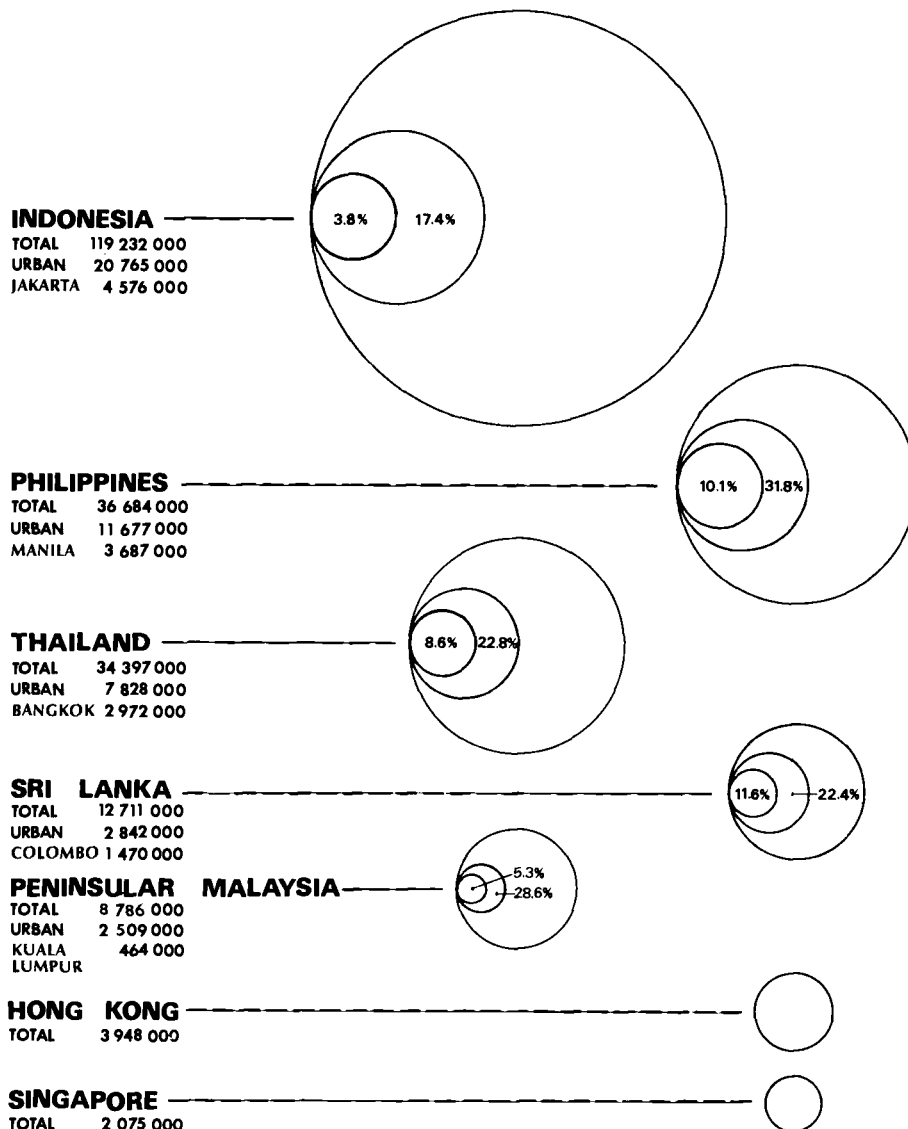 3.8% 17.4%
INDONESIA
TOTAL 119 232 000
URBAN 20 765 000
JAKARTA 4 576 000
PHILIPPINES 10.1% 31.8%
TOTAL 36 684 000
URBAN 11 677 000
MANILA 3 687 000
THAILAND 8.6% 22.8%
TOTAL 34 397 000
URBAN 7 828 000
BANGKOK 2 972 000
SRI LANKA 11.6% 22.4%
TOTAL 12 711 000
URBAN 2 842 000
COLOMBO 1 470 000
5.3%
PENINSULAR MALAYSIA 28.6%
TOTAL 8 786 000
URBAN 2 509 000
KUALA 464 000
LUMPUR
HONG KONG
TOTAL 3 948 000
SINGAPORE
TOTAL 2 075 000